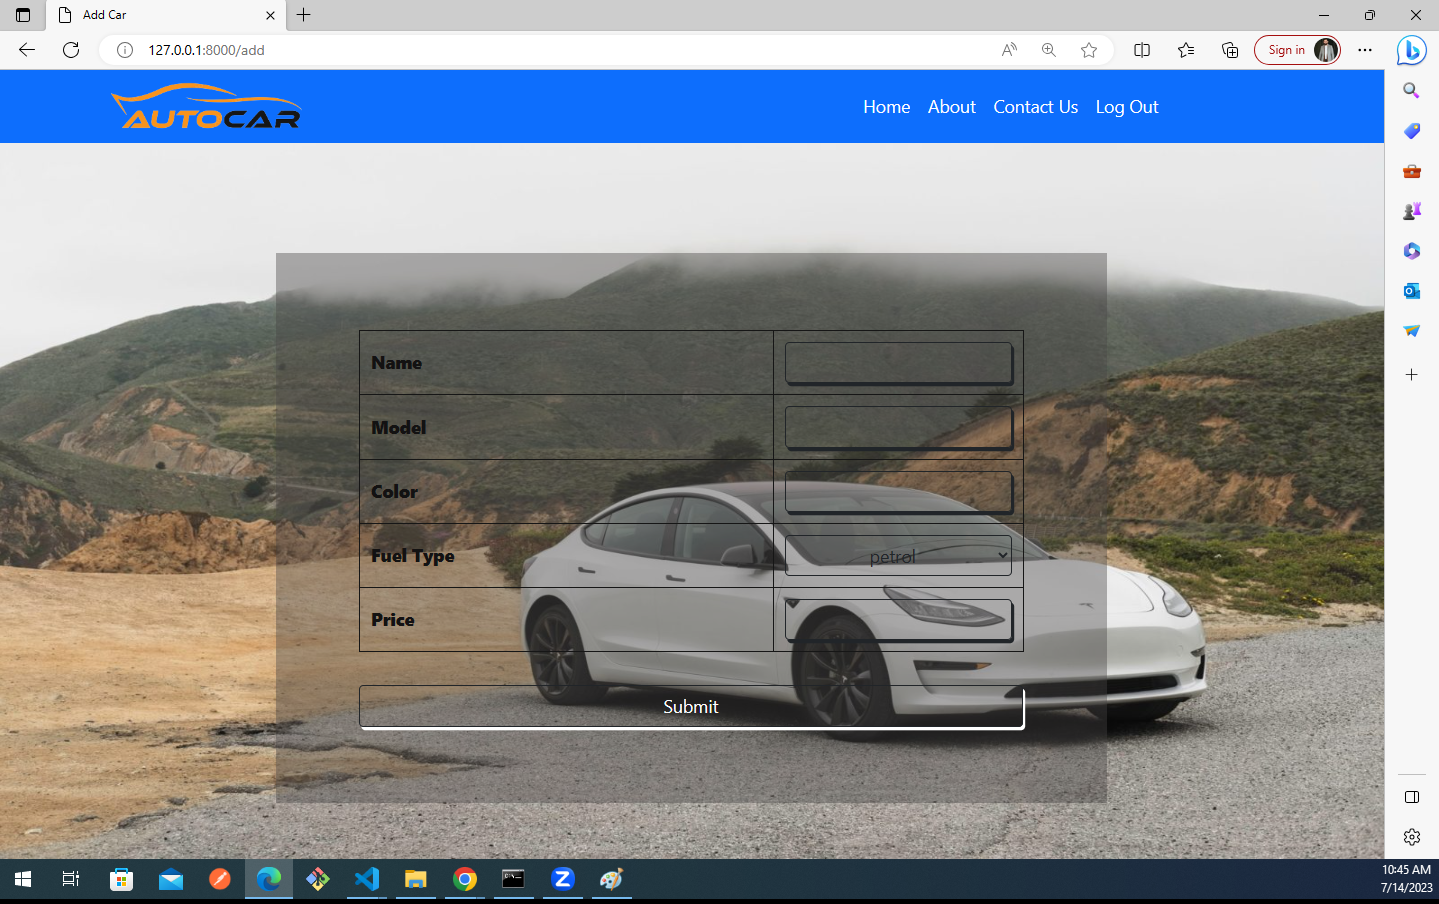 Add Car
127.0.0.1:8000/add
Sign in
AUTOCAR
Home About Contact Us Log Out
Name
Model
Color
Fuel Type petrol
Price
Submit
10:45 AM
7/14/2023